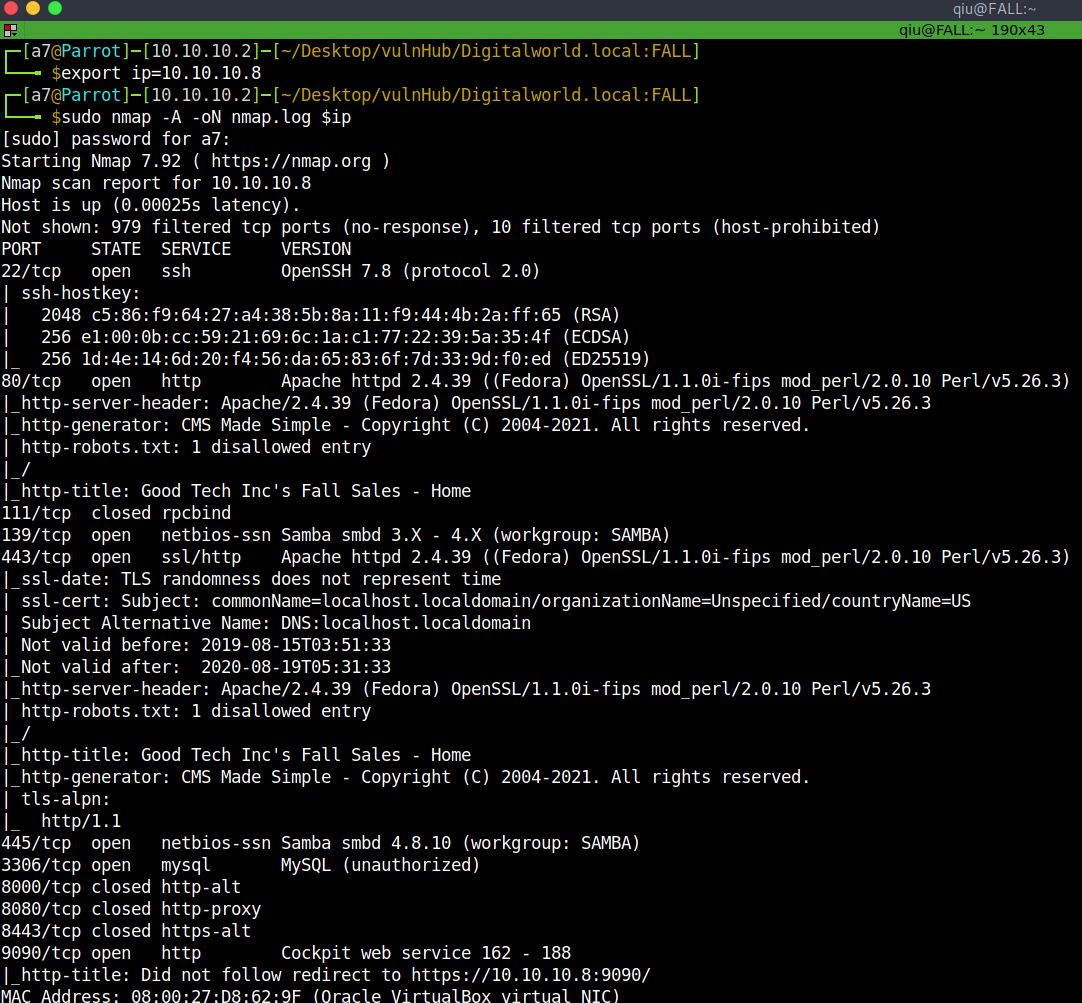 qiu@FALL:~
qiu@FALL:~ 190x43
┌─[a7@Parrot]─[10.10.10.2]─[~/Desktop/vulnHub/Digitalworld.local:FALL]
└──╼ $export ip=10.10.10.8
┌─[a7@Parrot]─[10.10.10.2]─[~/Desktop/vulnHub/Digitalworld.local:FALL]
└──╼ $sudo nmap -A -oN nmap.log $ip
[sudo] password for a7:
Starting Nmap 7.92 ( https://nmap.org )
Nmap scan report for 10.10.10.8
Host is up (0.00025s latency).
Not shown: 979 filtered tcp ports (no-response), 10 filtered tcp ports (host-prohibited)
PORT     STATE  SERVICE     VERSION
22/tcp   open   ssh         OpenSSH 7.8 (protocol 2.0)
| ssh-hostkey:
|   2048 c5:86:f9:64:27:a4:38:5b:8a:11:f9:44:4b:2a:ff:65 (RSA)
|   256 e1:00:0b:cc:59:21:69:6c:1a:c1:77:22:39:5a:35:4f (ECDSA)
|_  256 1d:4e:14:6d:20:f4:56:da:65:83:6f:7d:33:9d:f0:ed (ED25519)
80/tcp   open   http        Apache httpd 2.4.39 ((Fedora) OpenSSL/1.1.0i-fips mod_perl/2.0.10 Perl/v5.26.3)
|_http-server-header: Apache/2.4.39 (Fedora) OpenSSL/1.1.0i-fips mod_perl/2.0.10 Perl/v5.26.3
|_http-generator: CMS Made Simple - Copyright (C) 2004-2021. All rights reserved.
| http-robots.txt: 1 disallowed entry
|_/
|_http-title: Good Tech Inc's Fall Sales - Home
111/tcp  closed rpcbind
139/tcp  open   netbios-ssn Samba smbd 3.X - 4.X (workgroup: SAMBA)
443/tcp  open   ssl/http    Apache httpd 2.4.39 ((Fedora) OpenSSL/1.1.0i-fips mod_perl/2.0.10 Perl/v5.26.3)
|_ssl-date: TLS randomness does not represent time
| ssl-cert: Subject: commonName=localhost.localdomain/organizationName=Unspecified/countryName=US
| Subject Alternative Name: DNS:localhost.localdomain
| Not valid before: 2019-08-15T03:51:33
|_Not valid after:  2020-08-19T05:31:33
|_http-server-header: Apache/2.4.39 (Fedora) OpenSSL/1.1.0i-fips mod_perl/2.0.10 Perl/v5.26.3
| http-robots.txt: 1 disallowed entry
|_/
|_http-title: Good Tech Inc's Fall Sales - Home
|_http-generator: CMS Made Simple - Copyright (C) 2004-2021. All rights reserved.
| tls-alpn:
|_  http/1.1
445/tcp  open   netbios-ssn Samba smbd 4.8.10 (workgroup: SAMBA)
3306/tcp open   mysql       MySQL (unauthorized)
8000/tcp closed http-alt
8080/tcp closed http-proxy
8443/tcp closed https-alt
9090/tcp open   http        Cockpit web service 162 - 188
|_http-title: Did not follow redirect to https://10.10.10.8:9090/
MAC Address: 08:00:27:D8:62:9F (Oracle VirtualBox virtual NIC)